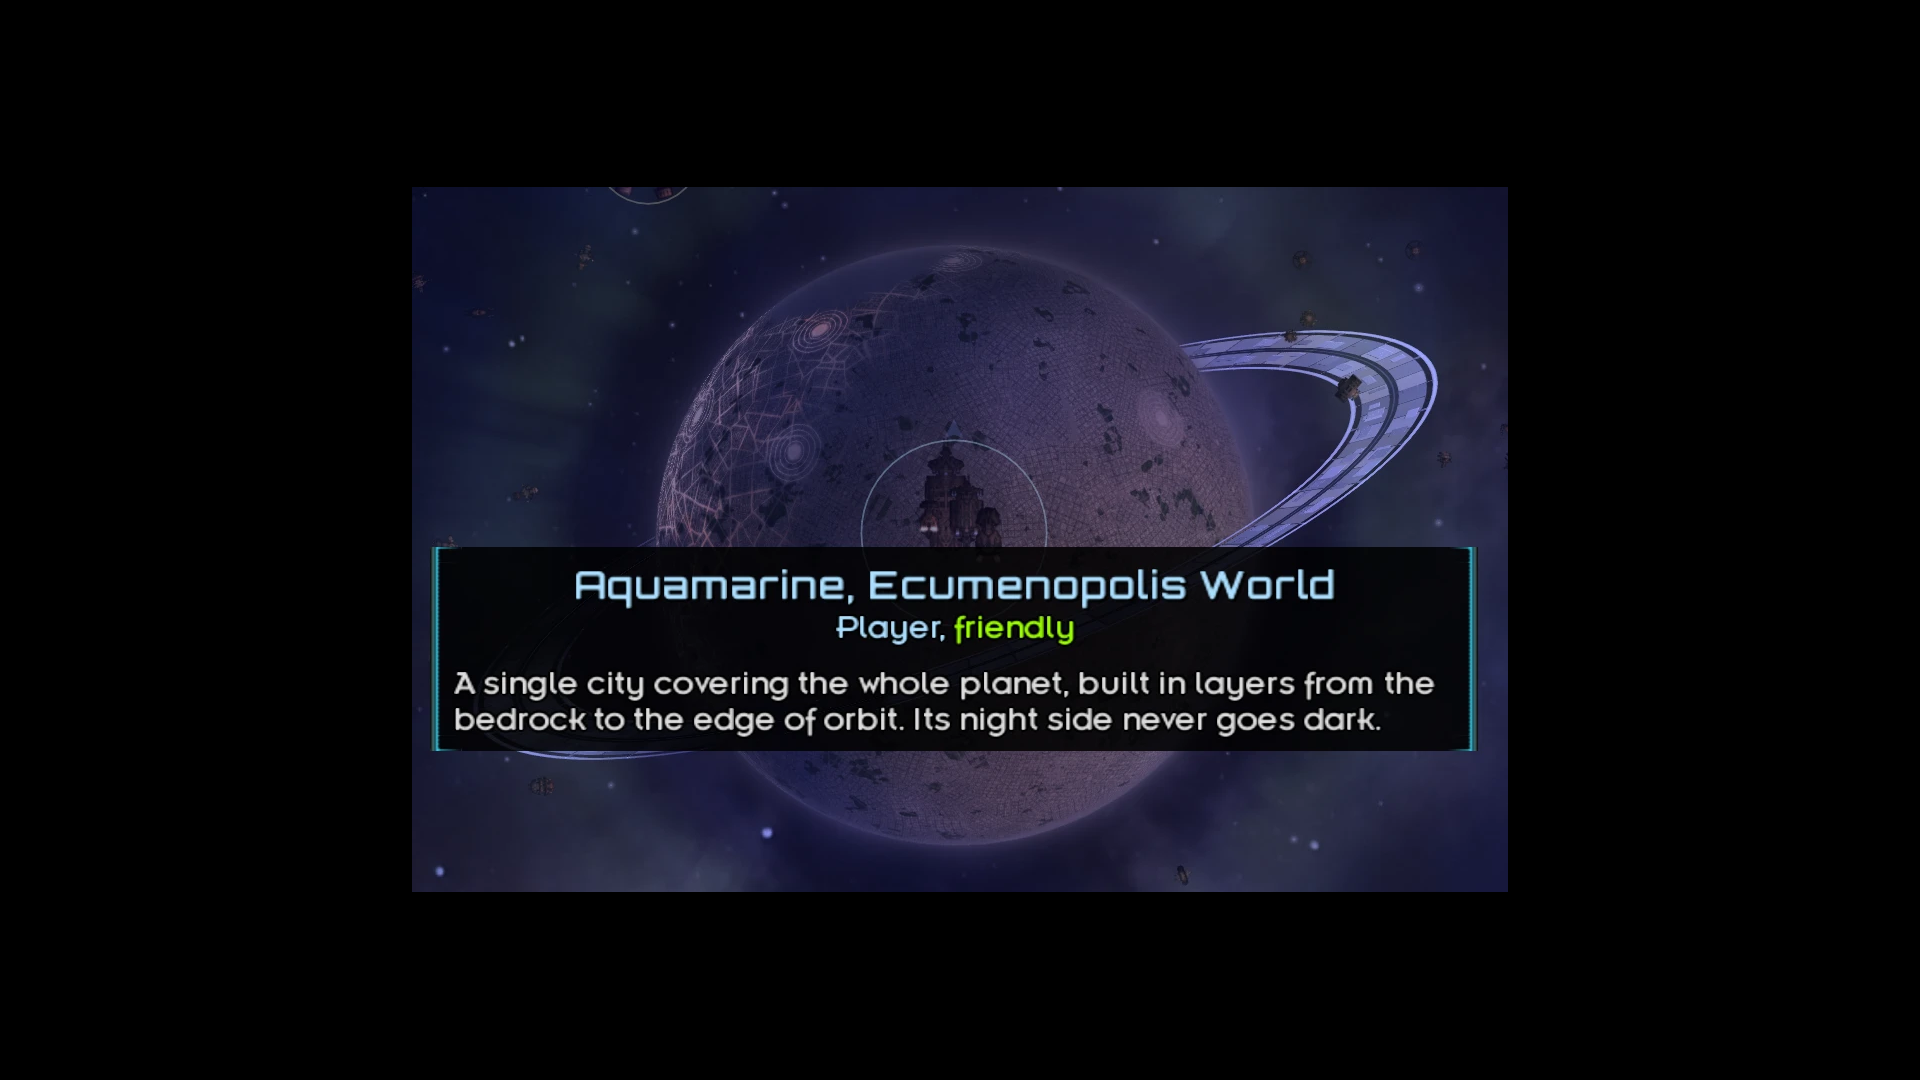 Aquamarine, Ecumenopolis World
Player, friendly
A single city covering the whole planet, built in layers from the
bedrock to the edge of orbit. Its night side never goes dark.